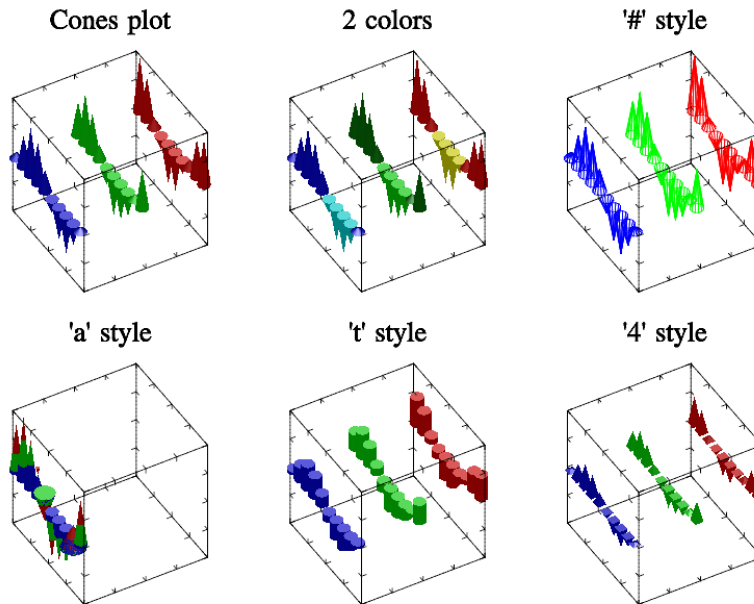 Cones plot
2 colors
'#' style
'a' style
't' style
'4' style